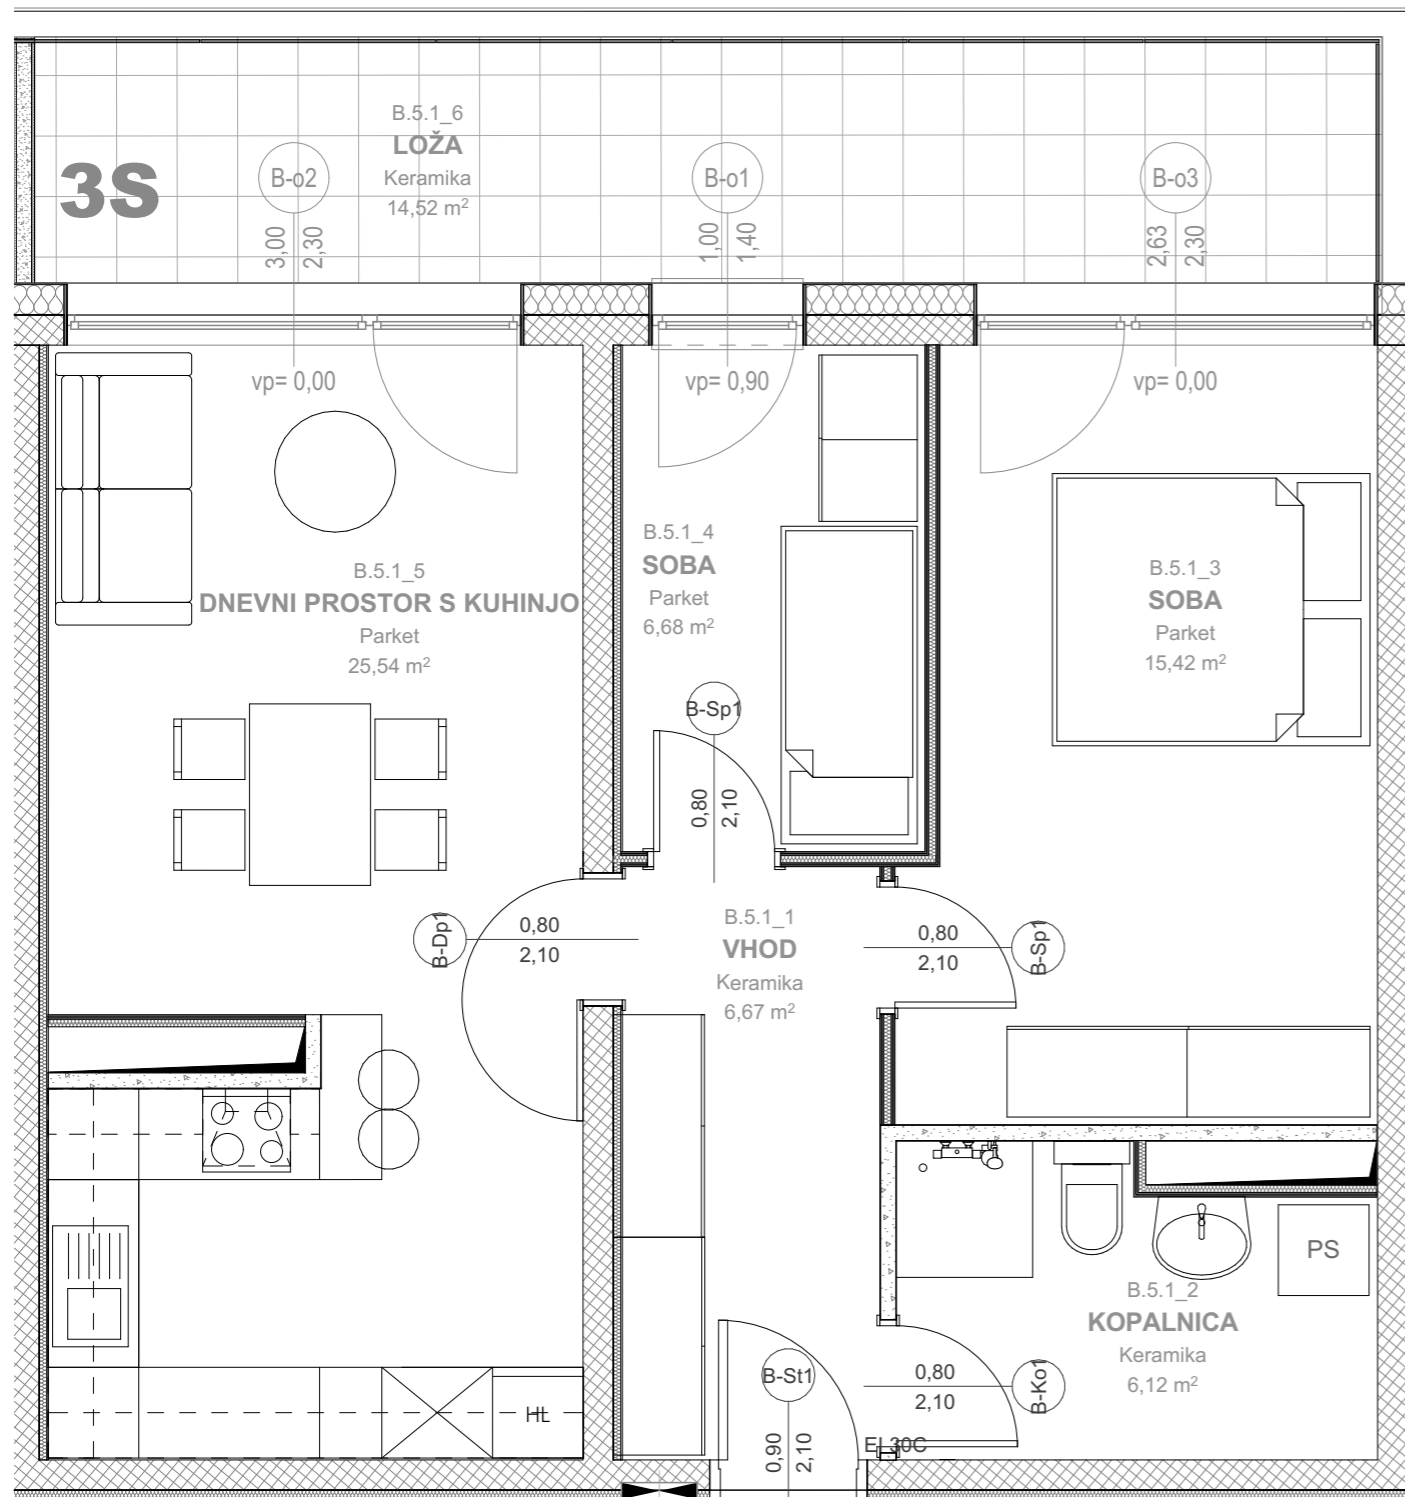 B.5.1_6
LOŽA
Keramika
14,52 m²
3S
B-o2
3,00
2,30
B-o1
1,00
1,40
B-o3
2,63
2,30
vp= 0,00
vp= 0,90
vp= 0,00
B.5.1_5
DNEVNI PROSTOR S KUHINJO
Parket
25,54 m²
B.5.1_4
SOBA
Parket
6,68 m²
B.5.1_3
SOBA
Parket
15,42 m²
B-Sp1
0,80
2,10
B-Dp1
0,80
2,10
B.5.1_1
VHOD
Keramika
6,67 m²
0,80
2,10
B-Sp1
PS
B.5.1_2
KOPALNICA
Keramika
6,12 m²
HL
B-St1
0,90
2,10
0,80
2,10
B-Ko1
EI 30C